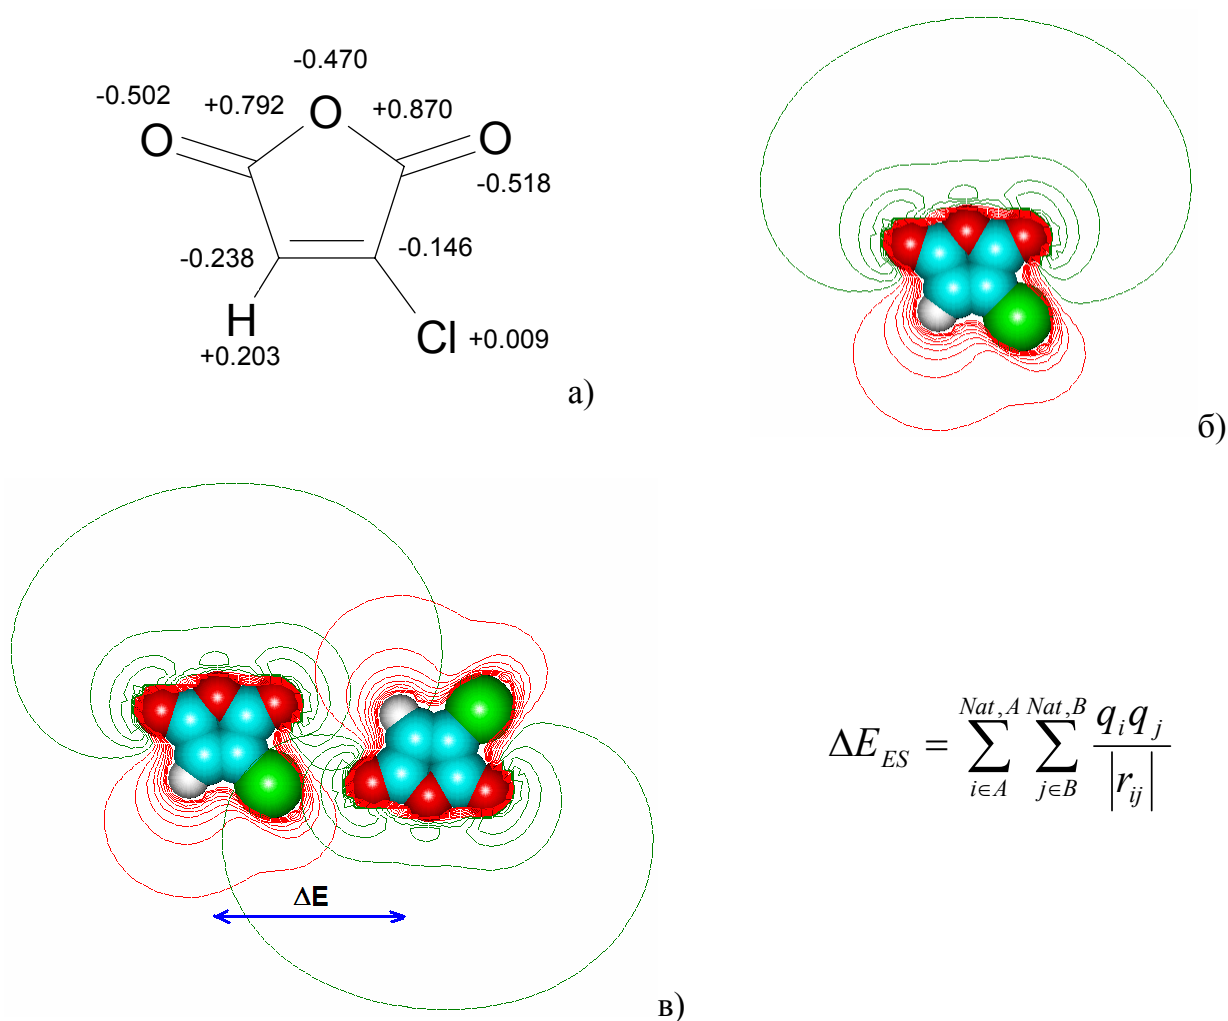 -0.470
-0.502
+0.792
O
+0.870
O
O
-0.518
-0.238
-0.146
H
Cl
+0.009
+0.203
а)
б)
ΔE
в)
ΔE_ES = Σ_{i∈A}^{Nat,A} Σ_{j∈B}^{Nat,B} q_i q_j / |r_ij|